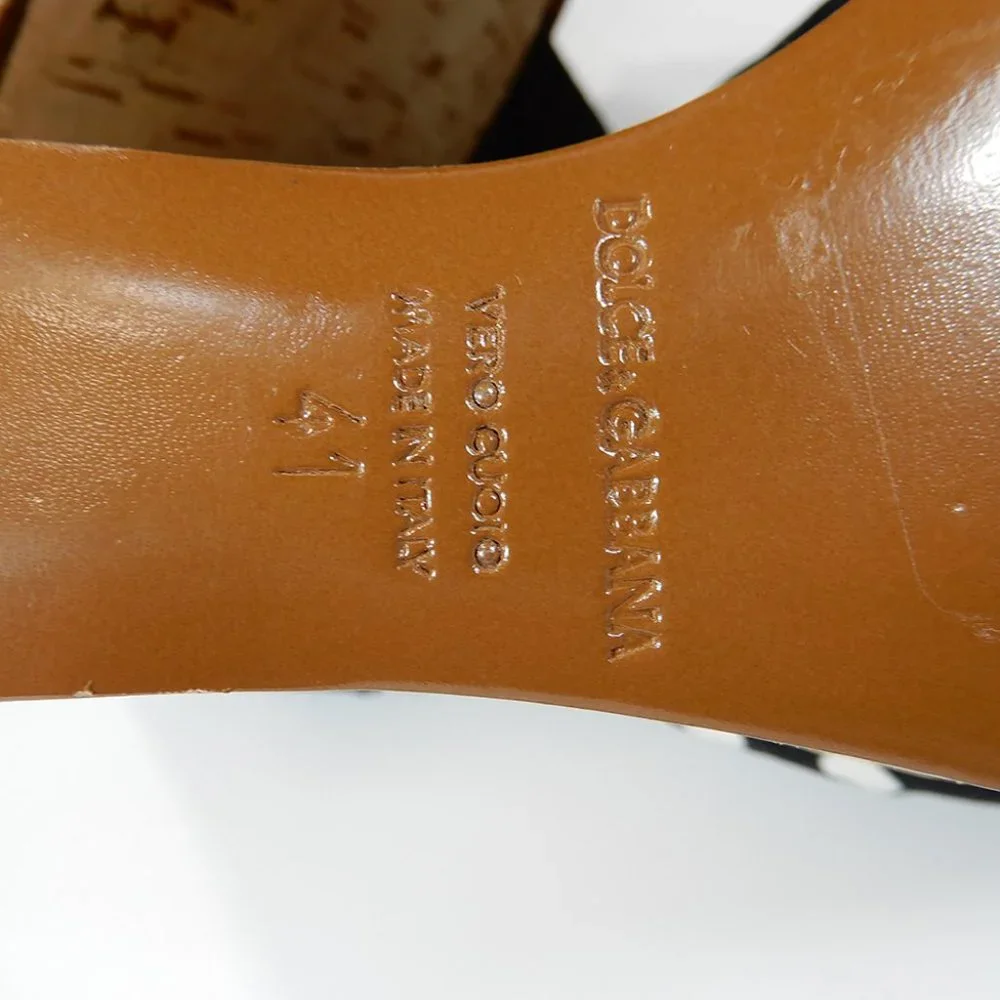 DOLCE & GABBANA
VERO CUOIO
MADE IN ITALY
41